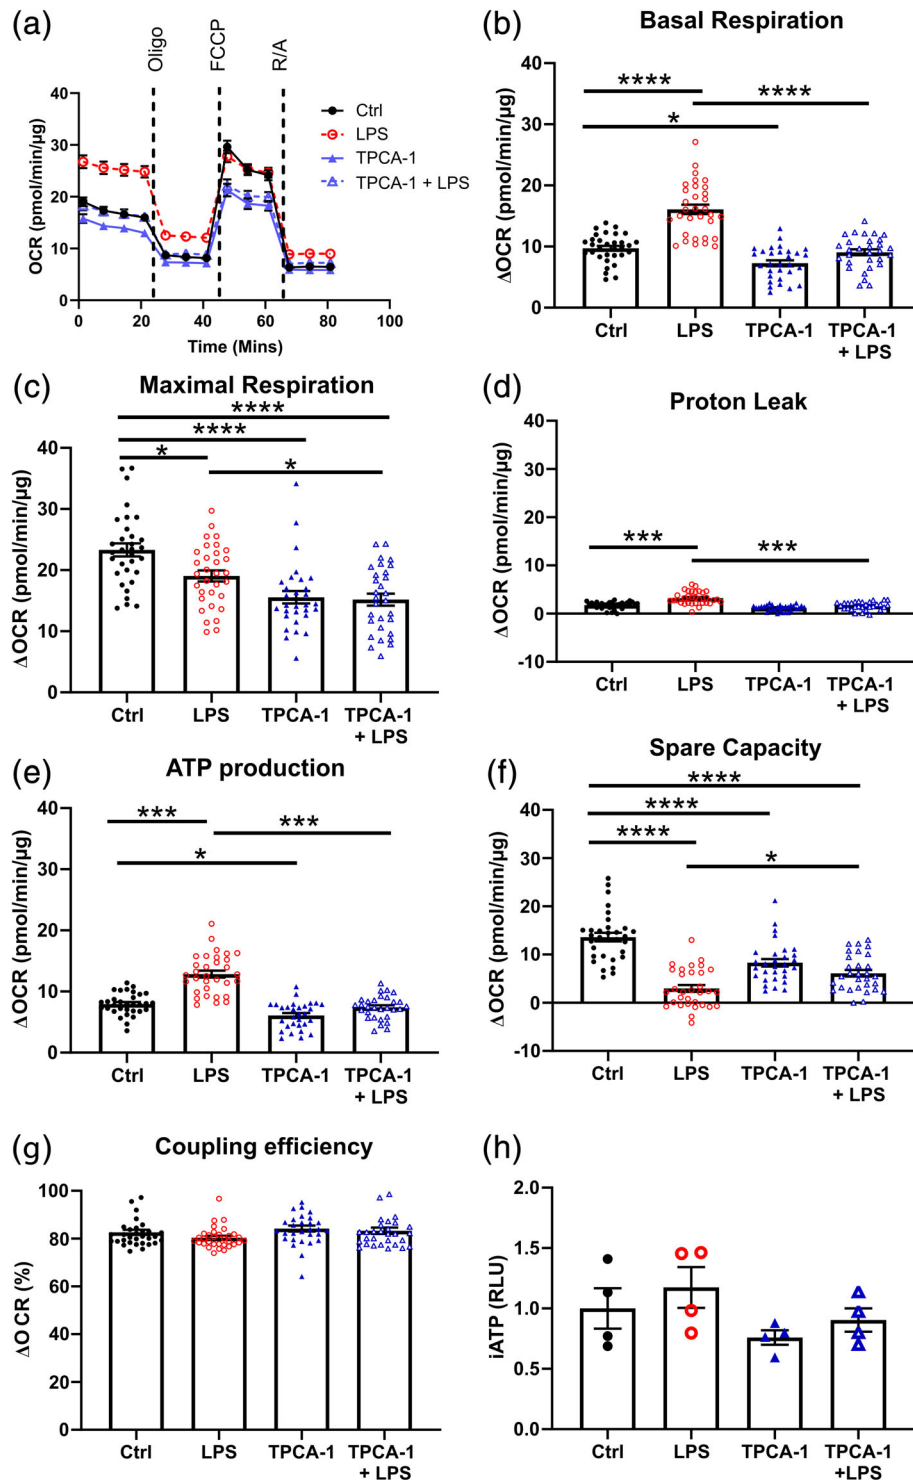 (a)
Oligo
FCCP
R/A
OCR (pmol/min/µg)
50
40
30
20
10
0
0 20 40 60 80 100
Time (Mins)
Ctrl
LPS
TPCA-1
TPCA-1 + LPS
(b)
Basal Respiration
ΔOCR (pmol/min/µg)
40
30
20
10
0
****
****
*
Ctrl LPS TPCA-1 TPCA-1
+ LPS
(c)
Maximal Respiration
ΔOCR (pmol/min/µg)
40
30
20
10
0
****
****
*
*
Ctrl LPS TPCA-1 TPCA-1
+ LPS
(d)
Proton Leak
ΔOCR (pmol/min/µg)
40
30
20
10
0
-10
***
***
Ctrl LPS TPCA-1 TPCA-1
+ LPS
(e)
ATP production
ΔOCR (pmol/min/µg)
40
30
20
10
0
***
***
*
Ctrl LPS TPCA-1 TPCA-1
+ LPS
(f)
Spare Capacity
ΔOCR (pmol/min/µg)
40
30
20
10
0
-10
****
****
****
*
Ctrl LPS TPCA-1 TPCA-1
+ LPS
(g)
Coupling efficiency
ΔO CR (%)
100
80
60
40
20
0
Ctrl LPS TPCA-1 TPCA-1
+ LPS
(h)
iATP (RLU)
2.0
1.5
1.0
0.5
0.0
Ctrl LPS TPCA-1 TPCA-1
+LPS